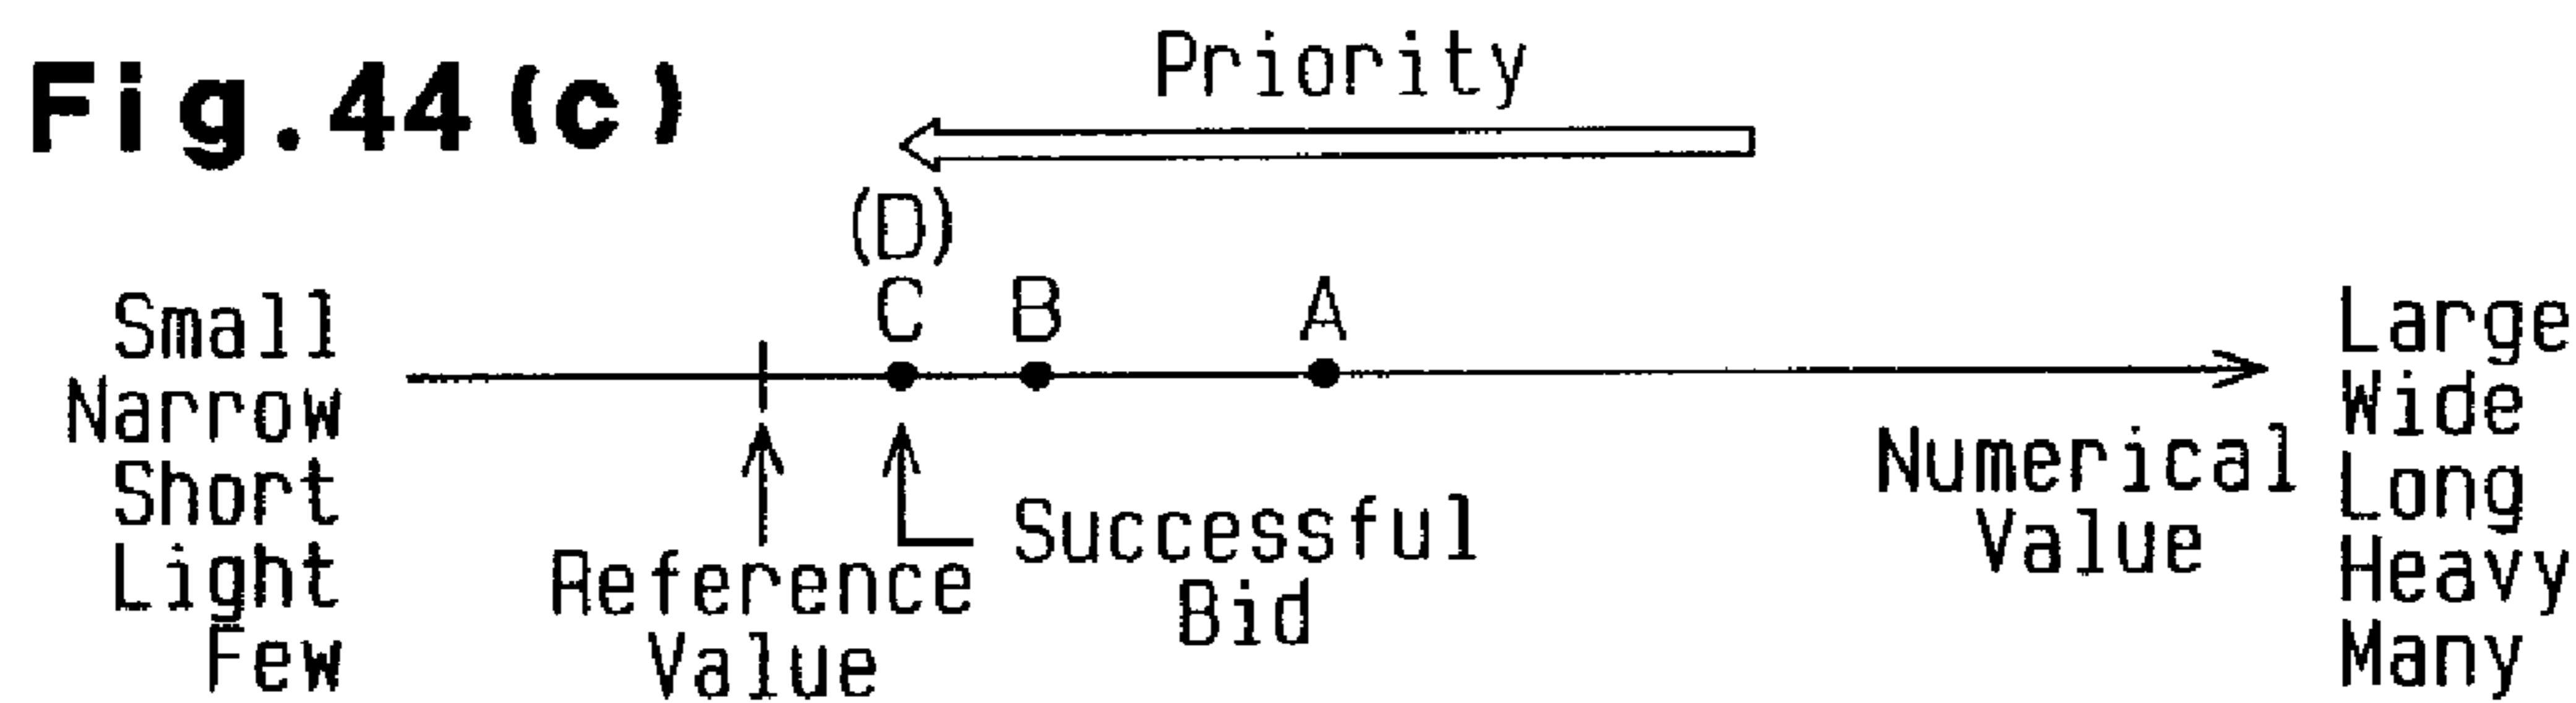 Fig.44(c)
Priority
(D)
C B A
Small
Narrow
Short
Light
Few
Large
Wide
Long
Heavy
Many
Numerical
Value
Reference
Value
Successful
Bid